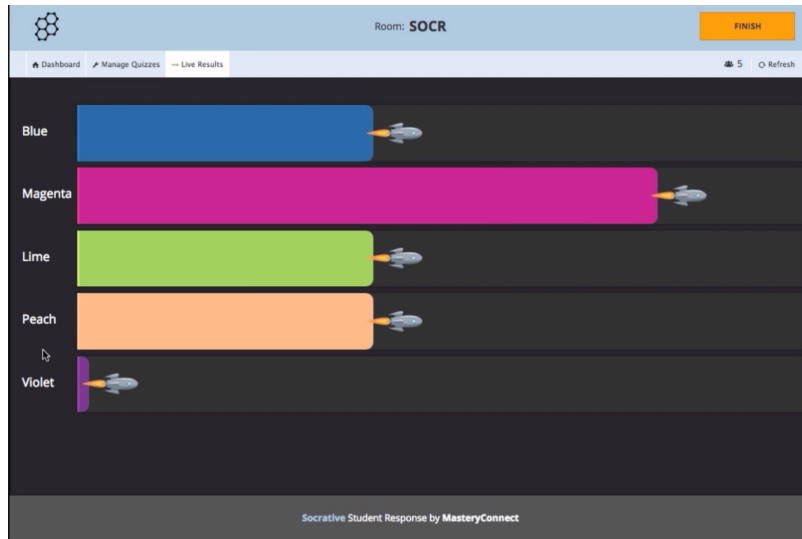 Room: SOCR
FINISH
Dashboard Manage Quizzes Live Results 5 Refresh
Blue
Magenta
Lime
Peach
Violet
Socrative Student Response by MasteryConnect